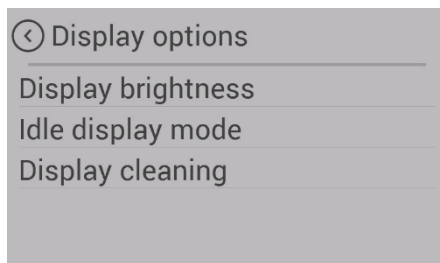 Display options
Display brightness
Idle display mode
Display cleaning